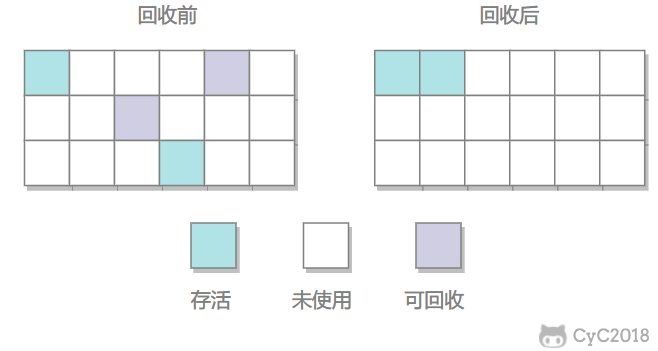 回收前
回收后
存活
未使用
可回收
CyC2018